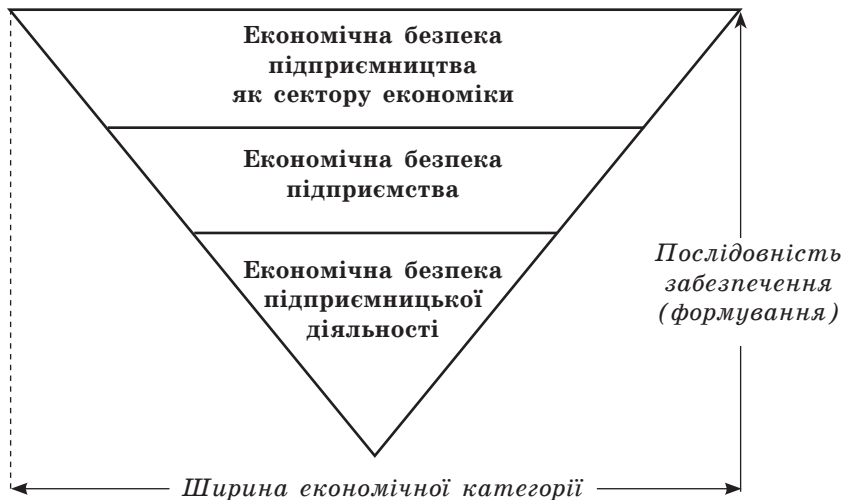 Економічна безпека
підприємництва
як сектору економіки
Економічна безпека
підприємства
Економічна безпека
підприємницької
діяльності
Послідовність
забезпечення
(формування)
Ширина економічної категорії